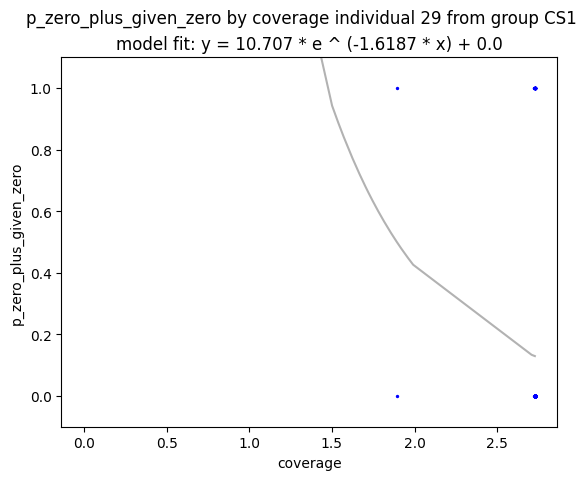 p_zero_plus_given_zero by coverage individual 29 from group CS1
model fit: y = 10.707 * e ^ (-1.6187 * x) + 0.0
1.0
0.8
0.6
0.4
0.2
0.0
p_zero_plus_given_zero
0.0 0.5 1.0 1.5 2.0 2.5
coverage